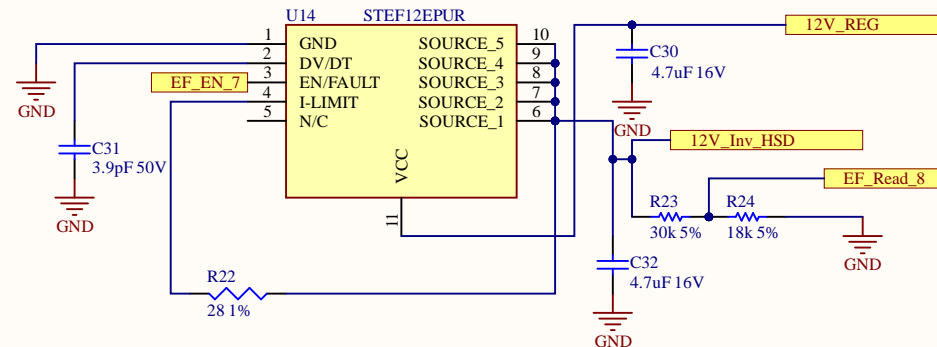 U14 STEF12EPUR
1 GND SOURCE_5 10
2 DV/DT SOURCE_4 9
3 EN/FAULT SOURCE_3 8
4 I-LIMIT SOURCE_2 7
5 N/C SOURCE_1 6
VCC
11
12V_REG
C30
4.7uF 16V
GND
GND
EF_EN_7
C31
3.9pF 50V
GND
12V_Inv_HSD
EF_Read_8
R23 R24
30k 5% 18k 5%
GND
C32
4.7uF 16V
GND
R22
28 1%